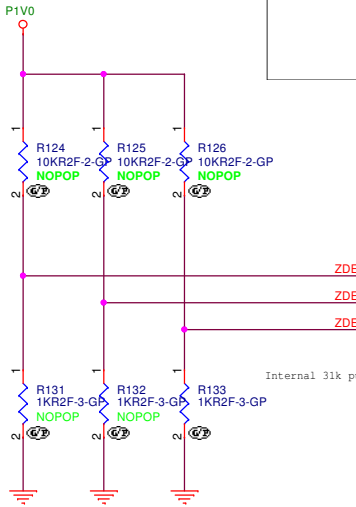 P1V0
1 1 1
R124 R125 R126
10KR2F-2-GP 10KR2F-2-GP 10KR2F-2-GP
NOPOP NOPOP NOPOP
2 2 2
ZDE
ZDE
ZDE
Internal 31k p
1 1 1
R131 R132 R133
1KR2F-3-GP 1KR2F-3-GP 1KR2F-3-GP
NOPOP NOPOP
2 2 2